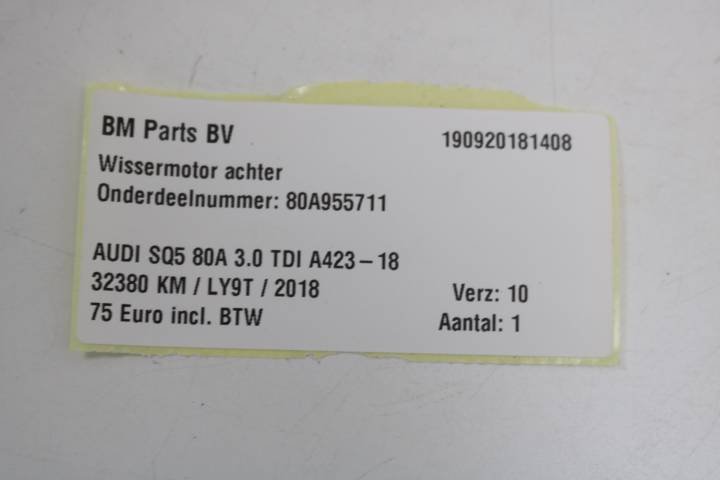 BM Parts BV 190920181408
Wissermotor achter
Onderdeelnummer: 80A955711
AUDI SQ5 80A 3.0 TDI A423-18
32380 KM / LY9T / 2018 Verz: 10
75 Euro incl. BTW Aantal: 1